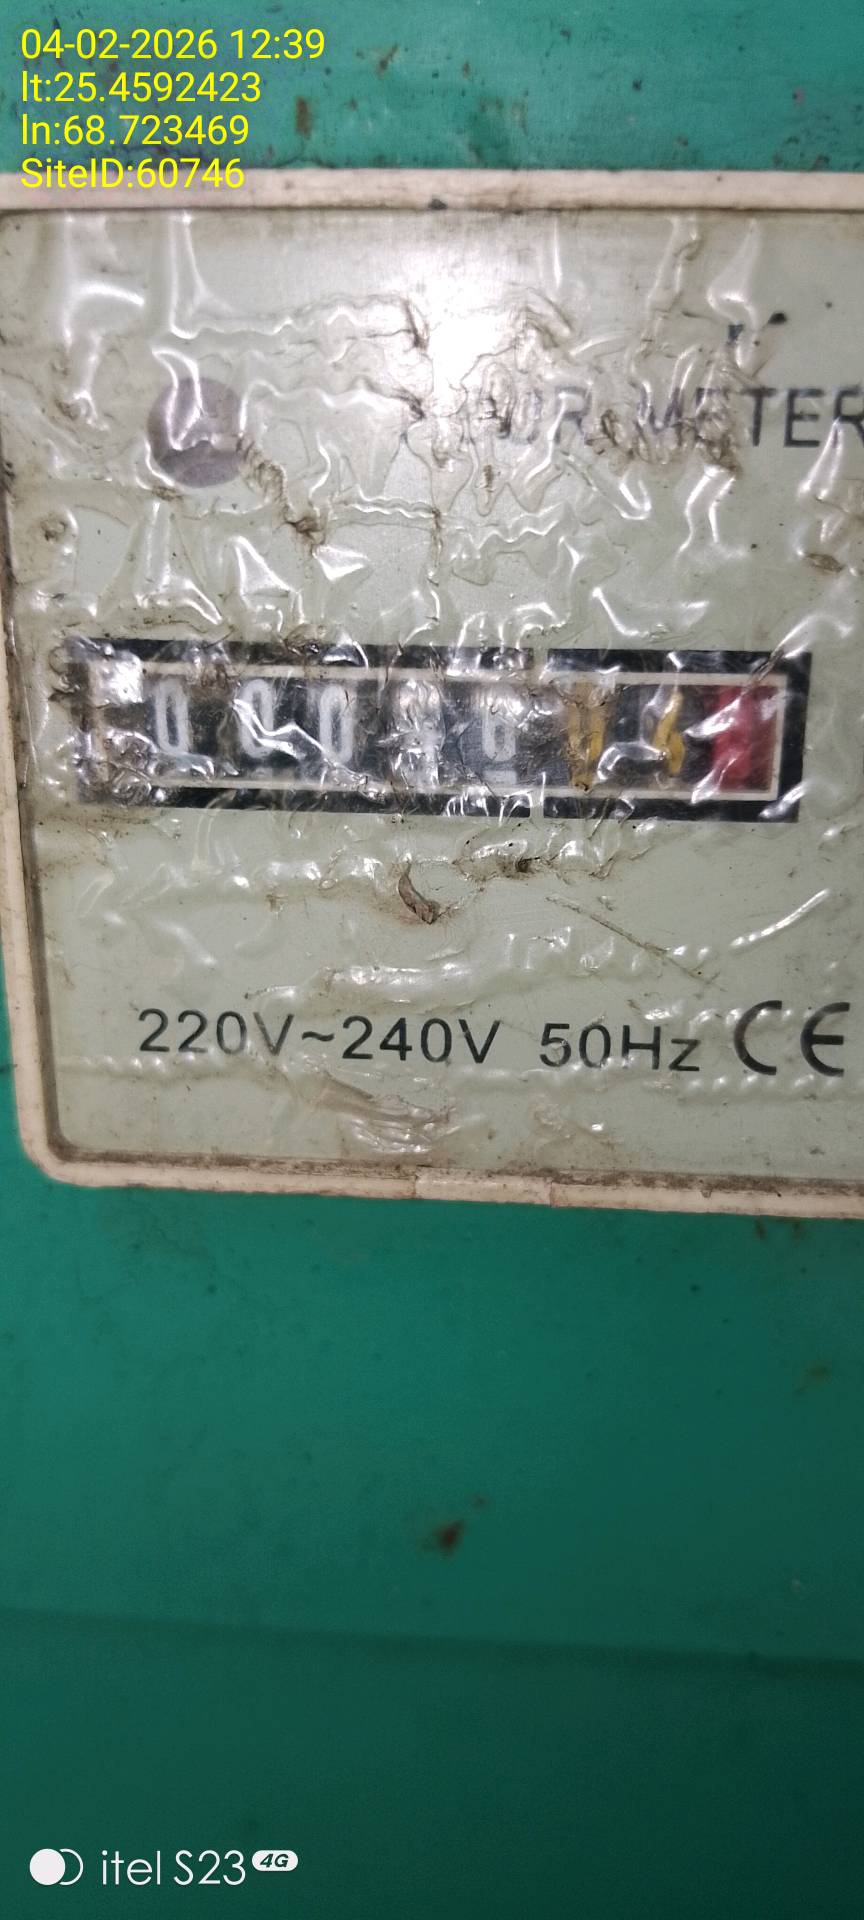 04-02-2026 12:39
lt:25.4592423
ln:68.723469
SiteID:60746
METER
220V~240V 50Hz CE
itel S23 4G